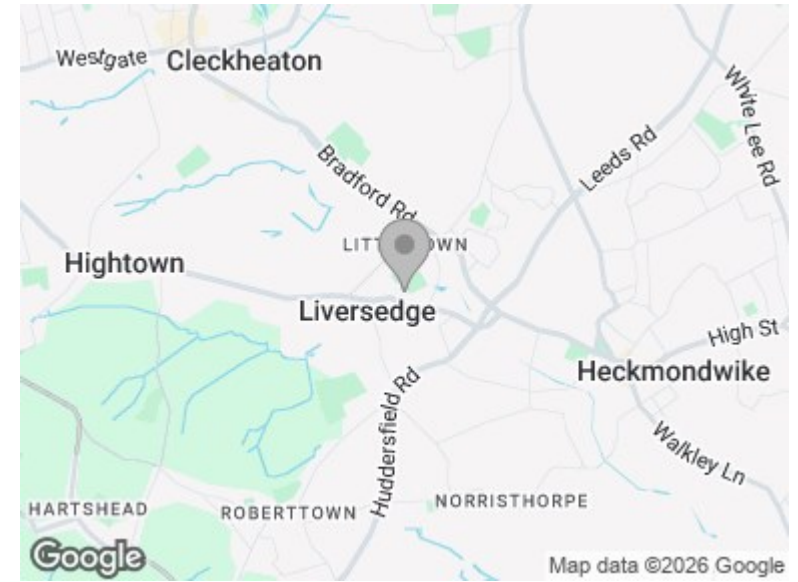 Westgate
Cleckheaton
White Lee Rd
Leeds Rd
Bradford Rd
Hightown
Liversedge
High St
Heckmondwike
Huddersfield Rd
Walkley Ln
HARTSHEAD
ROBERTTOWN
NORRISTHORPE
Google
Map data ©2026 Google